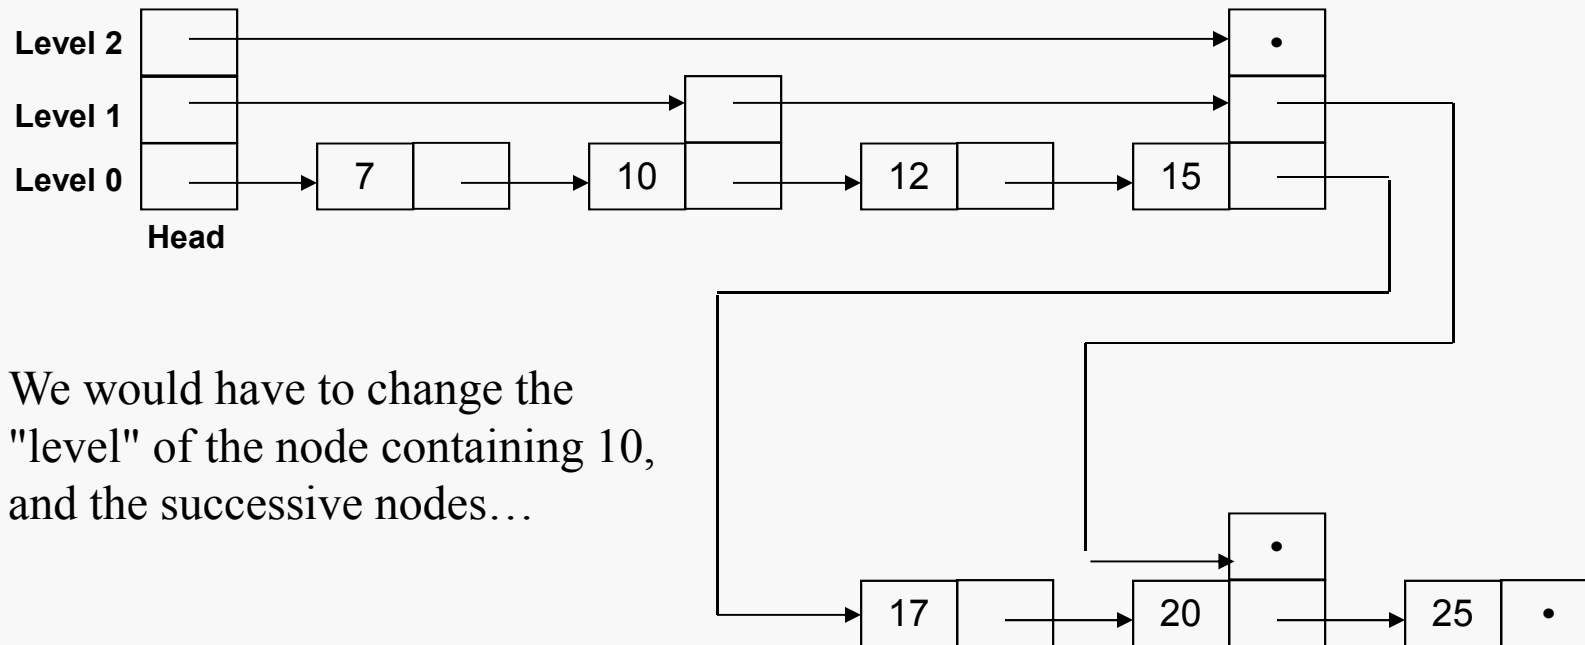 Level 2
Level 1
Level 0 7 10 12 15
Head
We would have to change the
"level" of the node containing 10,
and the successive nodes…
17 20 25